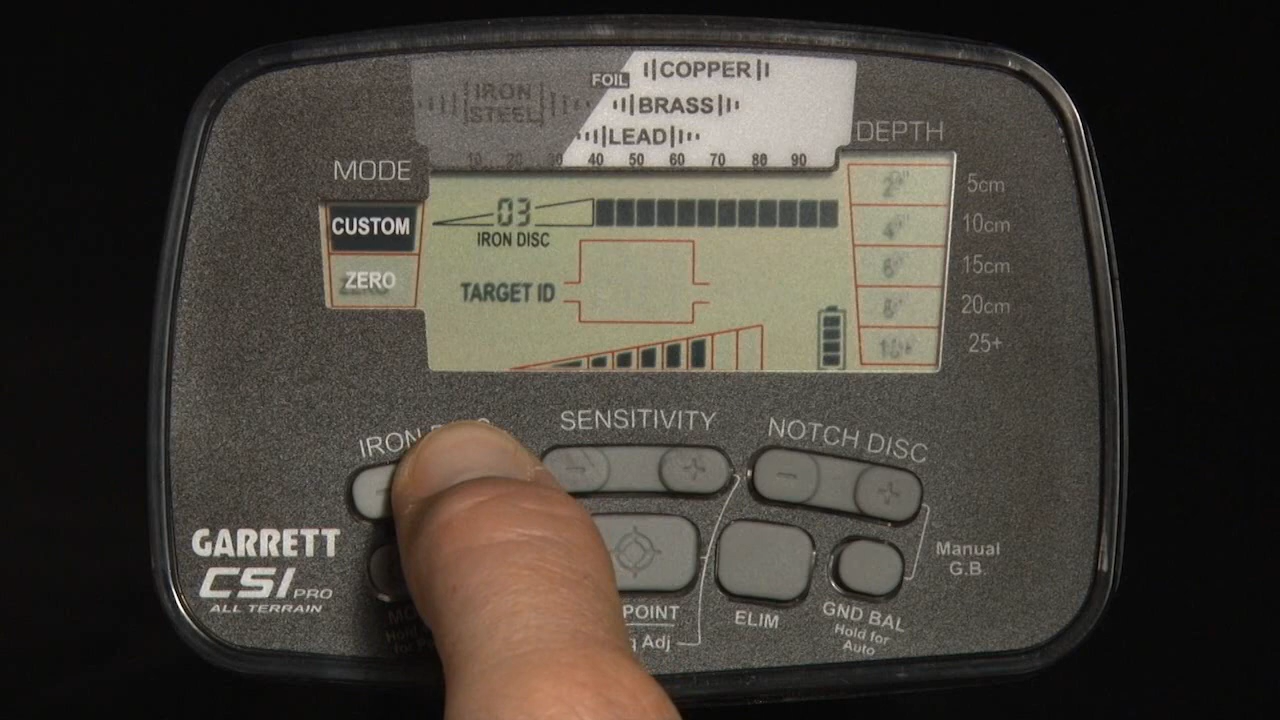 COPPER
FOIL
IRON
STEEL
BRASS
LEAD
10 20 30 40 50 60 70 80 90
DEPTH
MODE
2" 5cm
CUSTOM
03
4" 10cm
IRON DISC
6" 15cm
ZERO
TARGET ID
8" 20cm
10+ 25+
IRON
SENSITIVITY
NOTCH DISC
- + - +
GARRETT
CSI PRO
ALL TERRAIN
Manual
G.B.
POINT
ELIM
GND BAL
Hold for
Auto
Adj